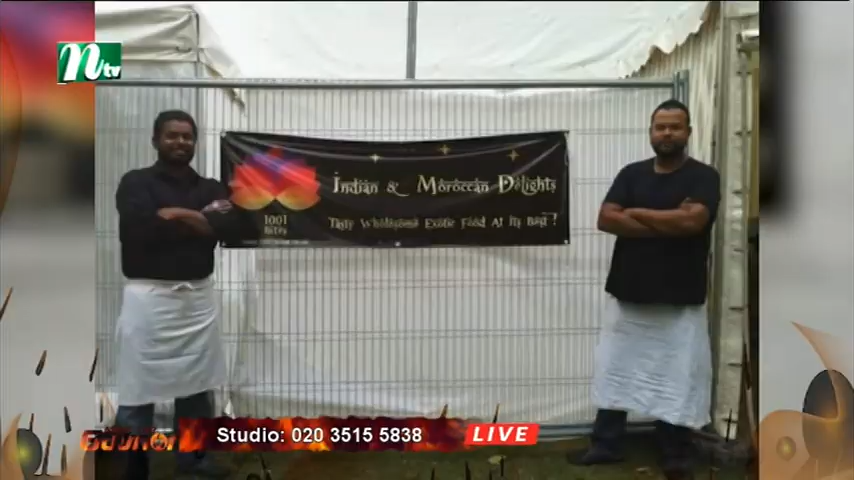 ntv
Indian & Moroccan Delights
1001
Tasty Wholesome Exotic Food At Its Best
Studio: 020 3515 5838
LIVE